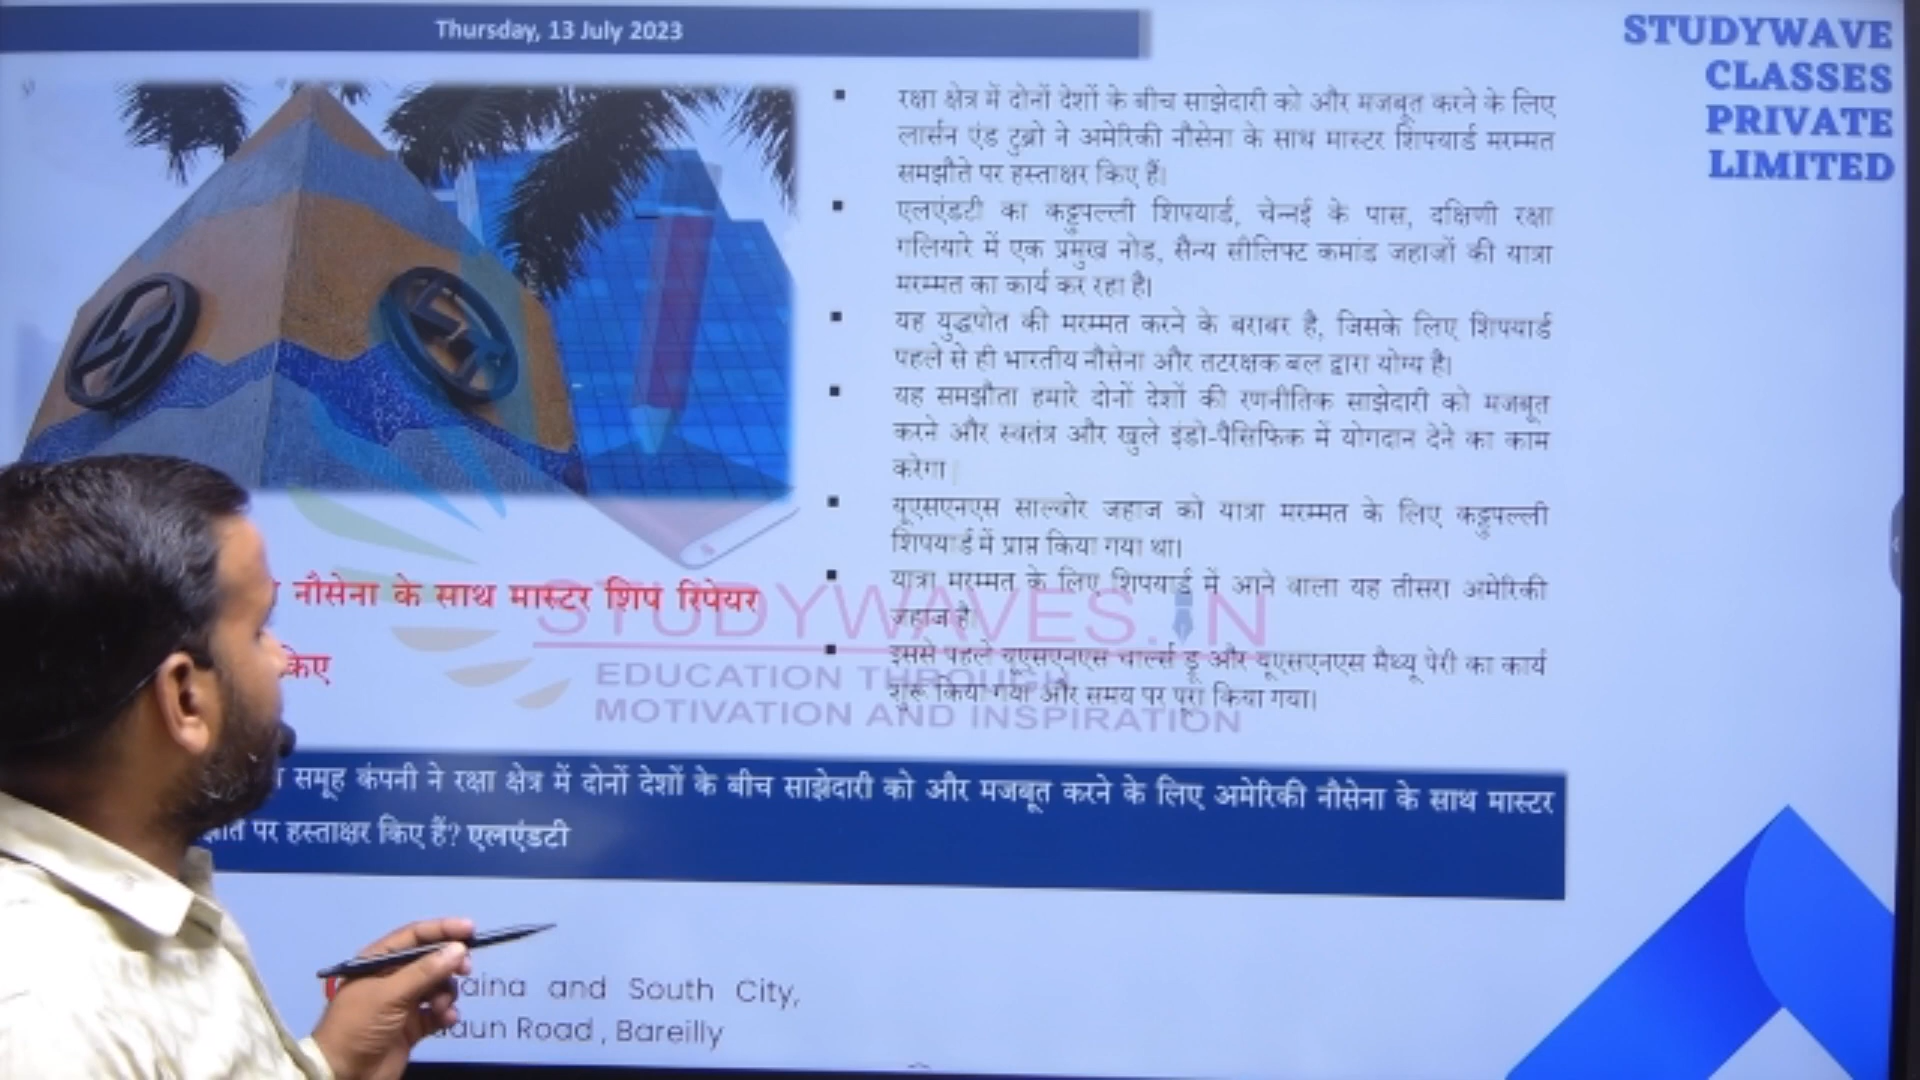 Thursday, 13 July 2023
STUDYWAVE
CLASSES
PRIVATE
LIMITED
रक्षा क्षेत्र में दोनों देशों के बीच साझेदारी को और मजबूत करने के लिए
लार्सन एंड टुब्रो ने अमेरिकी नौसेना के साथ मास्टर शिपयार्ड मरम्मत
समझौते पर हस्ताक्षर किए हैं।
एलएंडटी का कट्टुपल्ली शिपयार्ड, चेन्नई के पास, दक्षिणी रक्षा
गलियारे में एक प्रमुख नोड, सैन्य सीलिफ्ट कमांड जहाजों की यात्रा
मरम्मत का कार्य कर रहा है।
यह युद्धपोत की मरम्मत करने के बराबर है, जिसके लिए शिपयार्ड
पहले से ही भारतीय नौसेना और तटरक्षक बल द्वारा योग्य है।
यह समझौता हमारे दोनों देशों की रणनीतिक साझेदारी को मजबूत
करने और स्वतंत्र और खुले इंडो-पैसिफिक में योगदान देने का काम
करेगा |
यूएसएनएस साल्वोर जहाज को यात्रा मरम्मत के लिए कट्टुपल्ली
शिपयार्ड में प्राप्त किया गया था।
यात्रा मरम्मत के लिए शिपयार्ड में आने वाला यह तीसरा अमेरिकी
जहाज है।
इससे पहले यूएसएनएस चार्ल्स ड्रू और यूएसएनएस मैथ्यू पेरी का कार्य
शुरू किया गया और समय पर पूरा किया गया।
नौसेना के साथ मास्टर शिप रिपेयर
किए
STUDYWAVES.IN
EDUCATION THROUGH
MOTIVATION AND INSPIRATION
समूह कंपनी ने रक्षा क्षेत्र में दोनों देशों के बीच साझेदारी को और मजबूत करने के लिए अमेरिकी नौसेना के साथ मास्टर
पर हस्ताक्षर किए हैं? एलएंडटी
and South City,
Road , Bareilly